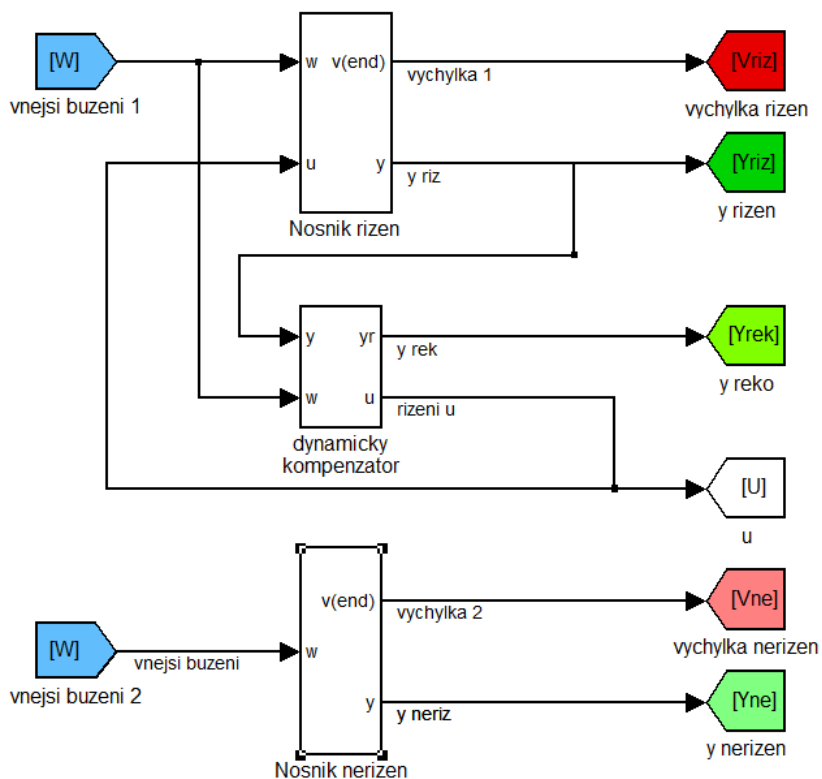 [W]
vnejsi buzeni 1
w
v(end)
u
y
Nosnik rizen
vychylka 1
y riz
[Vriz]
vychylka rizen
[Yriz]
y rizen
y
yr
w
u
dynamicky
kompenzator
y rek
rizeni u
[Yrek]
y reko
[U]
u
[W]
vnejsi buzeni 2
vnejsi buzeni
v(end)
w
y
Nosnik nerizen
vychylka 2
y neriz
[Vne]
vychylka nerizen
[Yne]
y nerizen